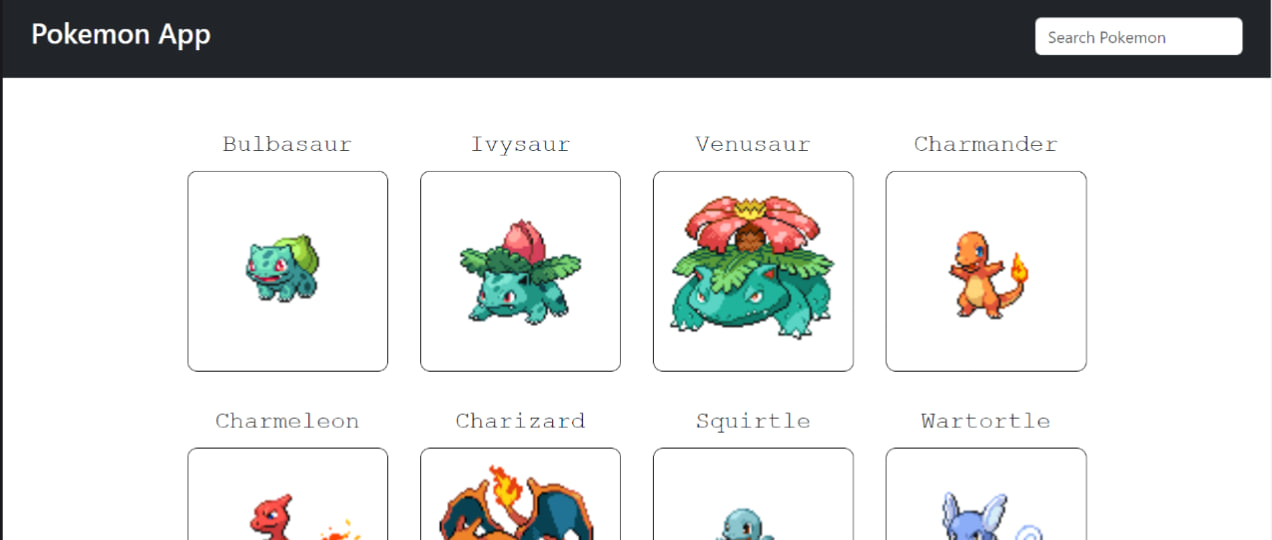 Pokemon App
Search Pokemon
Bulbasaur Ivysaur Venusaur Charmander
Charmeleon Charizard Squirtle Wartortle